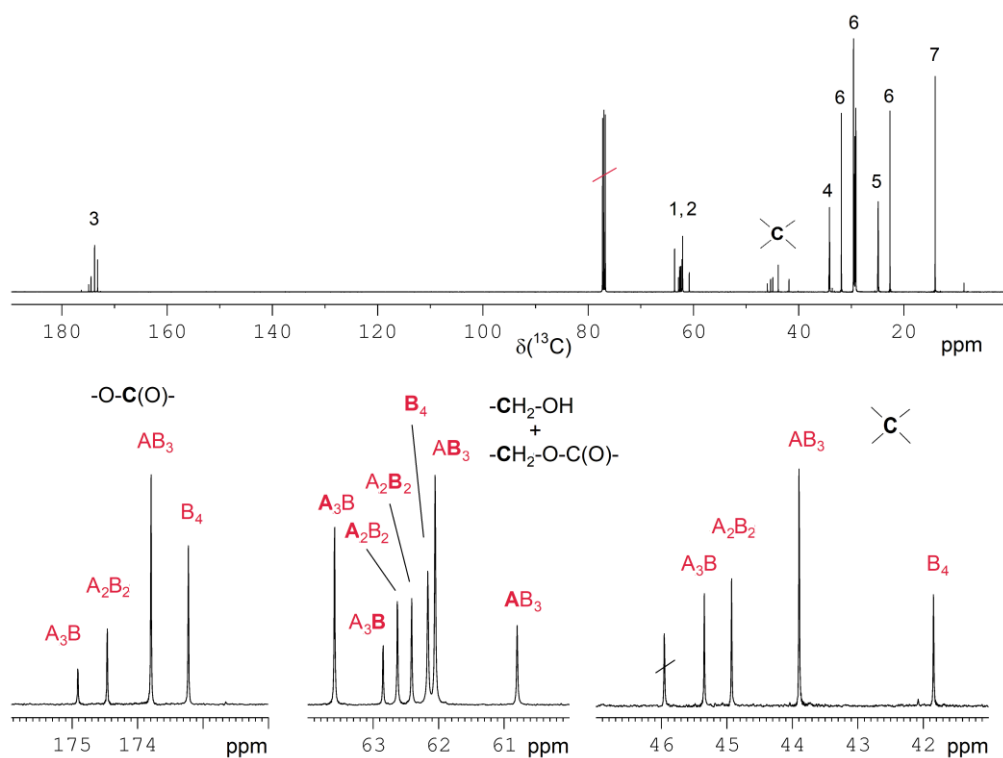 6
7
6
6
3
1, 2
4
5
C
180 160 140 120 100 80 60 40 20
δ(¹³C) ppm
-O-C(O)-
AB₃
B₄
A₂B₂
A₃B
175 174 ppm
B₄
-CH₂-OH
+
-CH₂-O-C(O)-
AB₃
A₂B₂
A₃B
A₂B₂
A₃B
AB₃
63 62 61 ppm
C
AB₃
A₂B₂
A₃B
B₄
46 45 44 43 42 ppm